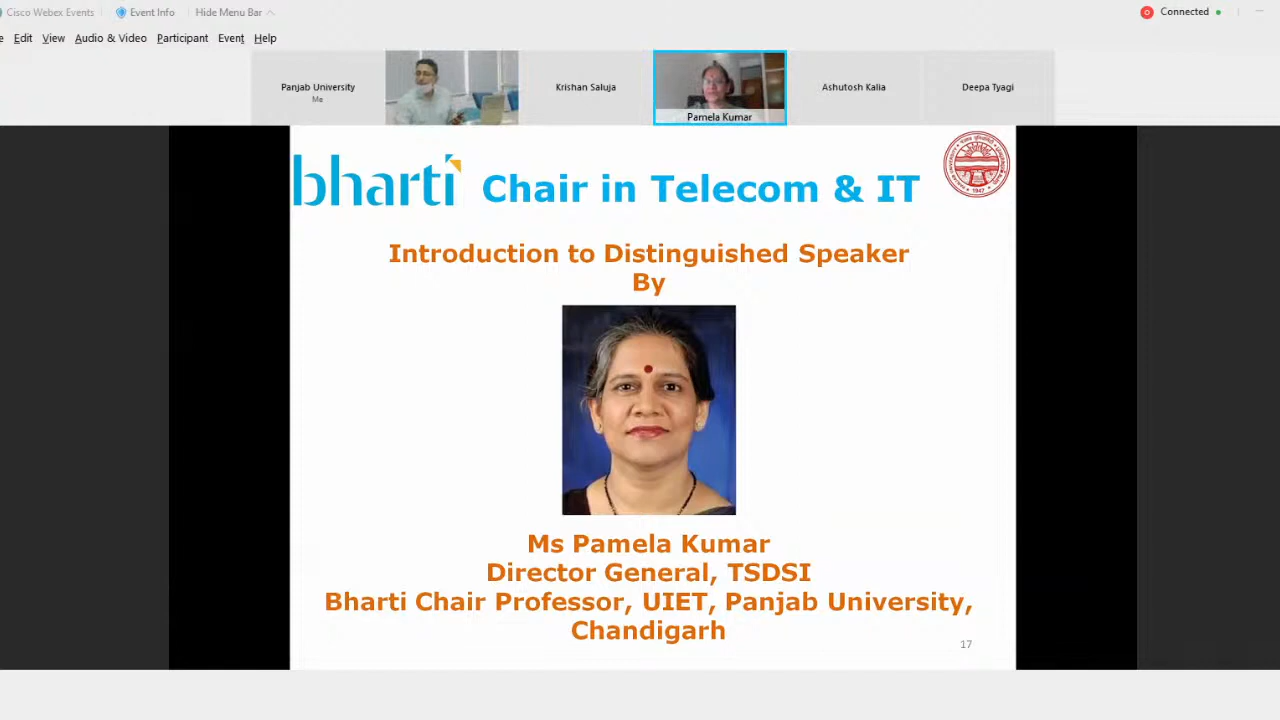 Cisco Webex Events
Event Info
Hide Menu Bar
Connected
e Edit View Audio & Video Participant Event Help
Panjab University
Me
Krishan Saluja
Pamela Kumar
Ashutosh Kalia
Deepa Tyagi
bharti Chair in Telecom & IT
1947
Introduction to Distinguished Speaker
By
Ms Pamela Kumar
Director General, TSDSI
Bharti Chair Professor, UIET, Panjab University,
Chandigarh
17